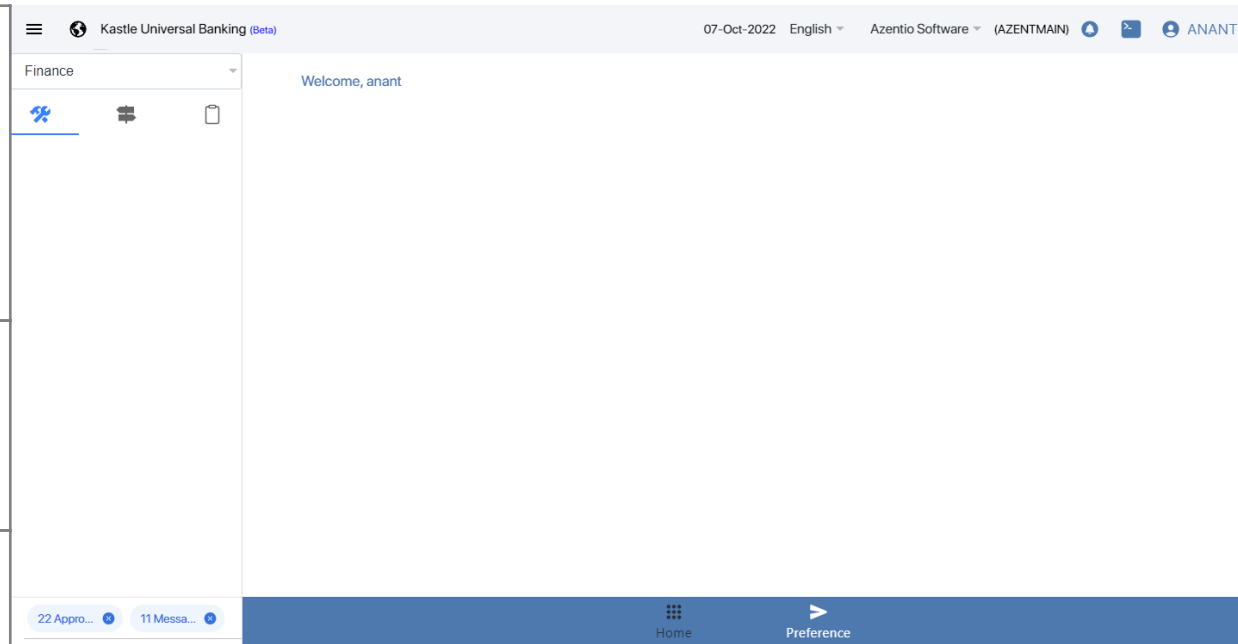 Kastle Universal Banking (Beta)
07-Oct-2022 English Azentio Software (AZENTMAIN) ANANT
Finance
Welcome, anant
22 Appro... 11 Messa...
Home Preference